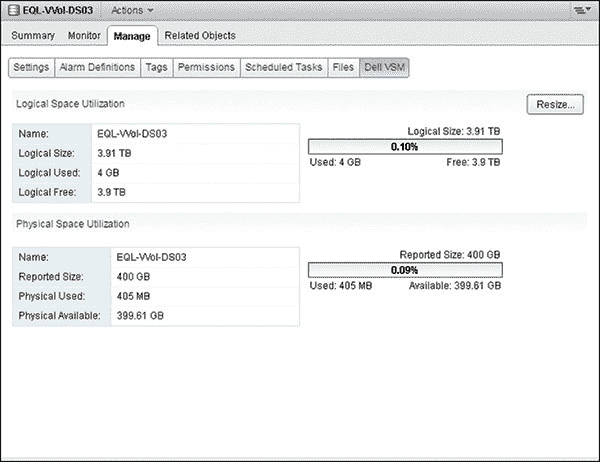 EQL-VVol-DS03 Actions
Summary Monitor Manage Related Objects
Settings Alarm Definitions Tags Permissions Scheduled Tasks Files Dell VSM
Logical Space Utilization Resize...
Name: EQL-VVol-DS03
Logical Size: 3.91 TB
Logical Used: 4 GB
Logical Free: 3.9 TB
Logical Size: 3.91 TB
0.10%
Used: 4 GB Free: 3.9 TB
Physical Space Utilization
Name: EQL-VVol-DS03
Reported Size: 400 GB
Physical Used: 405 MB
Physical Available: 399.61 GB
Reported Size: 400 GB
0.09%
Used: 405 MB Available: 399.61 GB